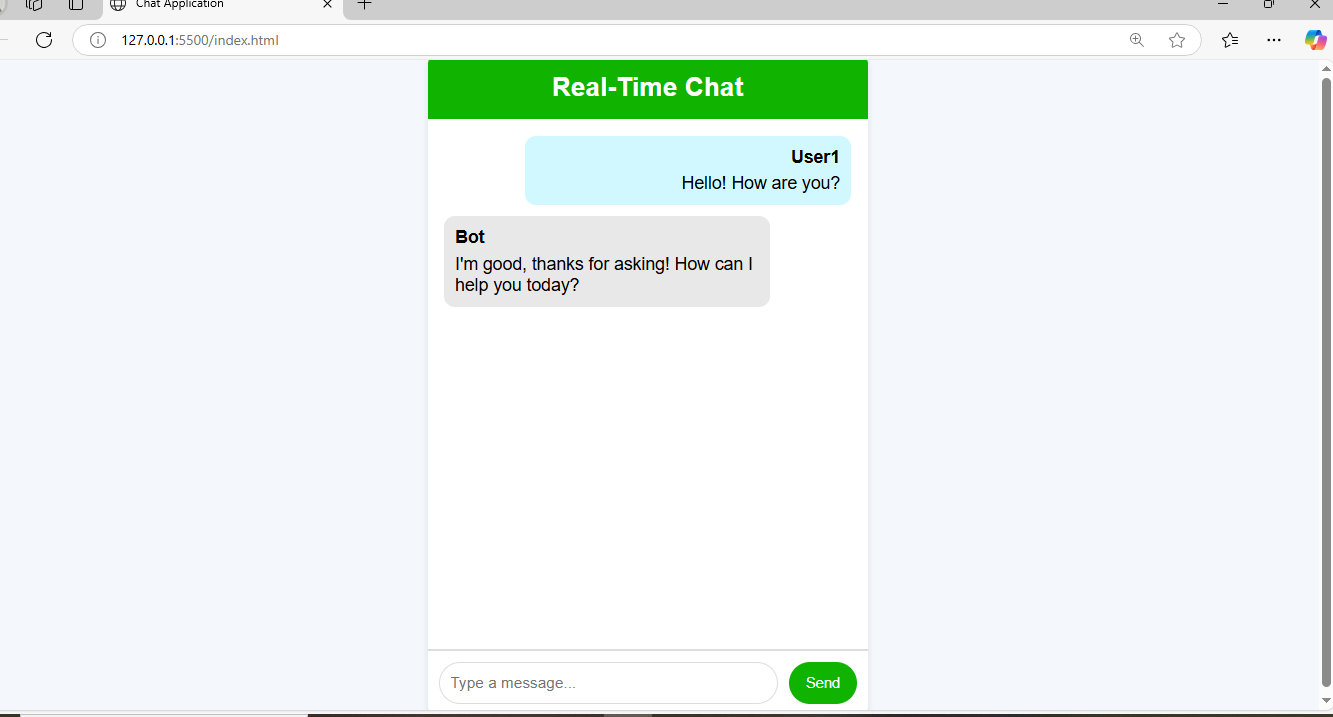 Chat Application
127.0.0.1:5500/index.html
Real-Time Chat
User1
Hello! How are you?
Bot
I'm good, thanks for asking! How can I
help you today?
Type a message...
Send